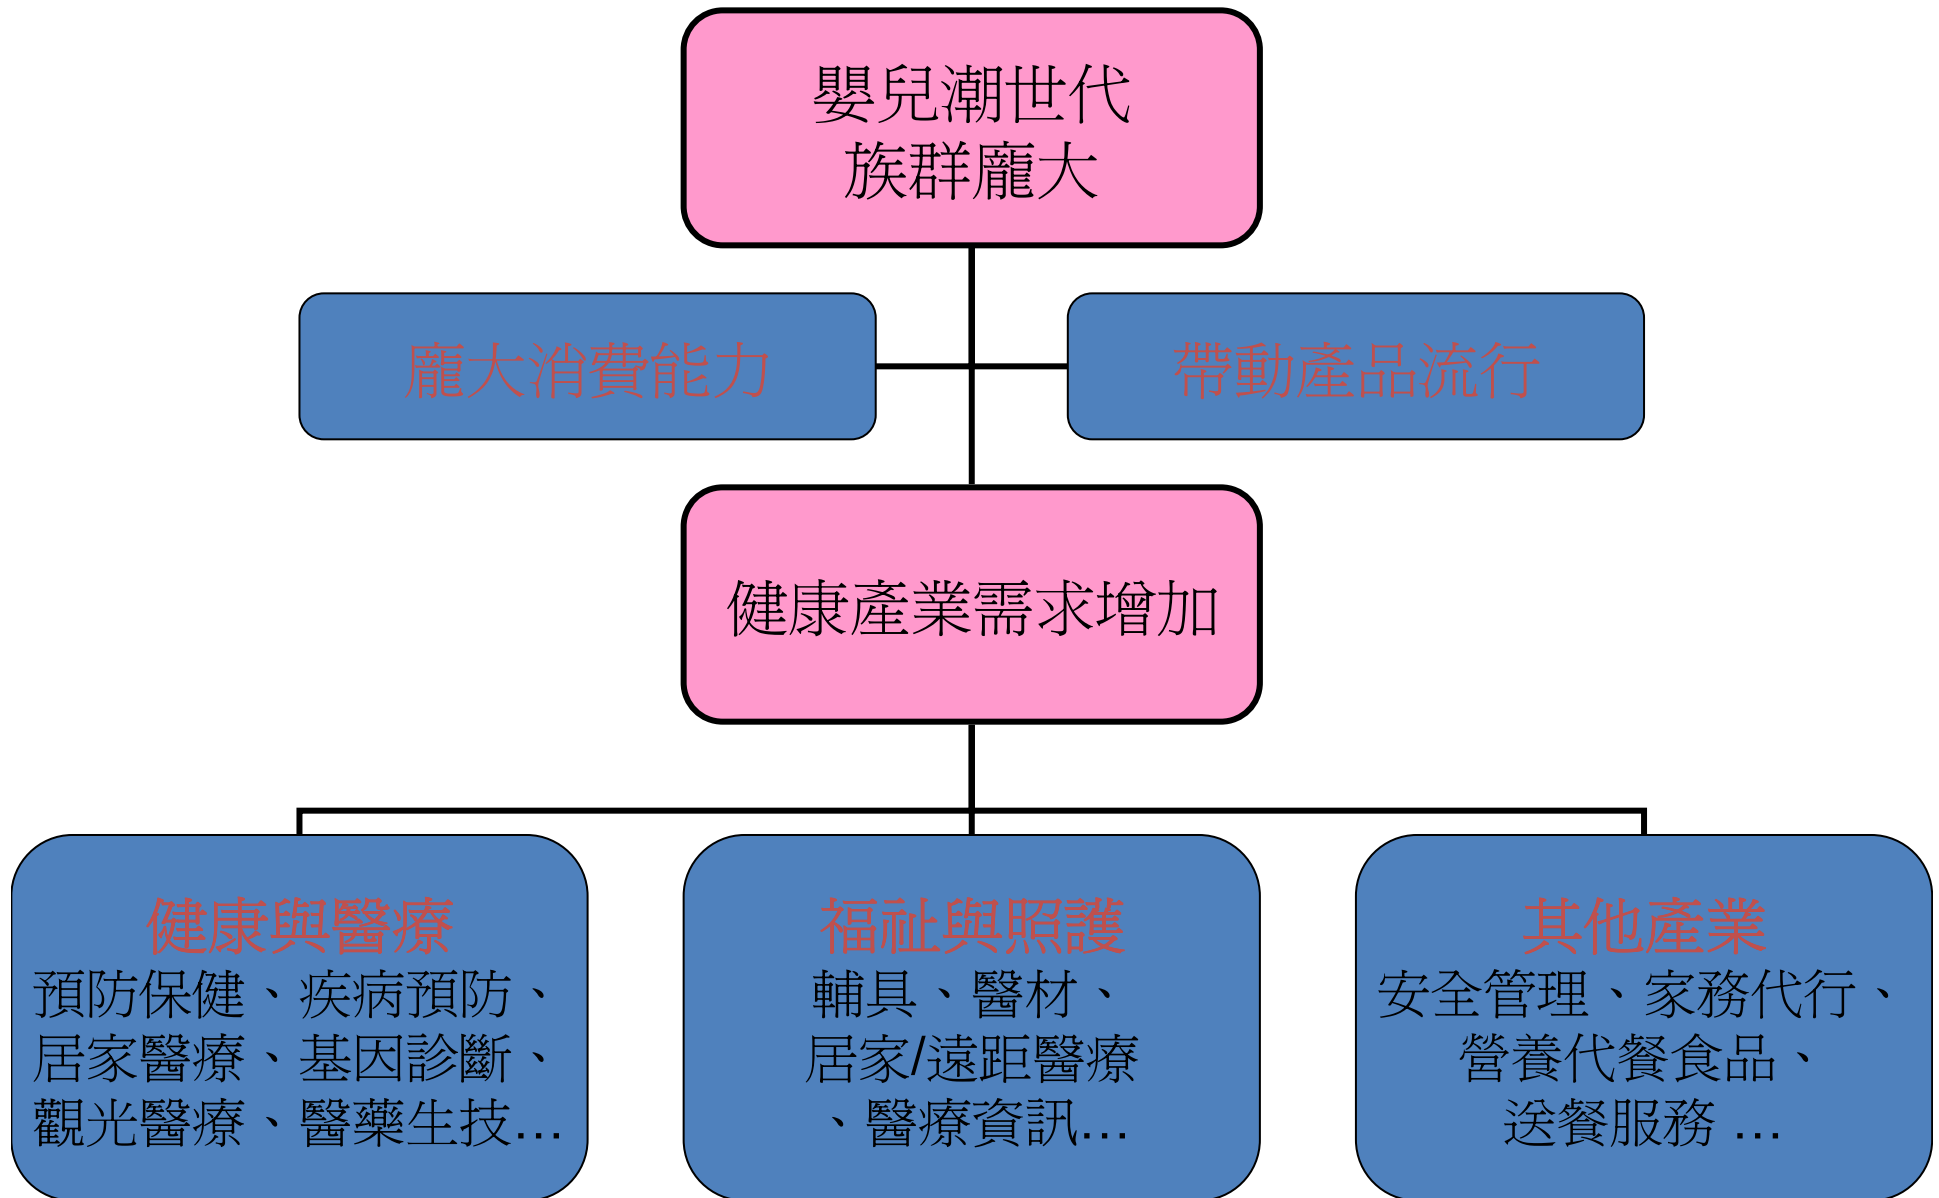 嬰兒潮世代
族群龐大
龐大消費能力
帶動產品流行
健康產業需求增加
健康與醫療
預防保健、疾病預防、
居家醫療、基因診斷、
觀光醫療、醫藥生技…
福祉與照護
輔具、醫材、
居家/遠距醫療
、醫療資訊…
其他產業
安全管理、家務代行、
營養代餐食品、
送餐服務 …